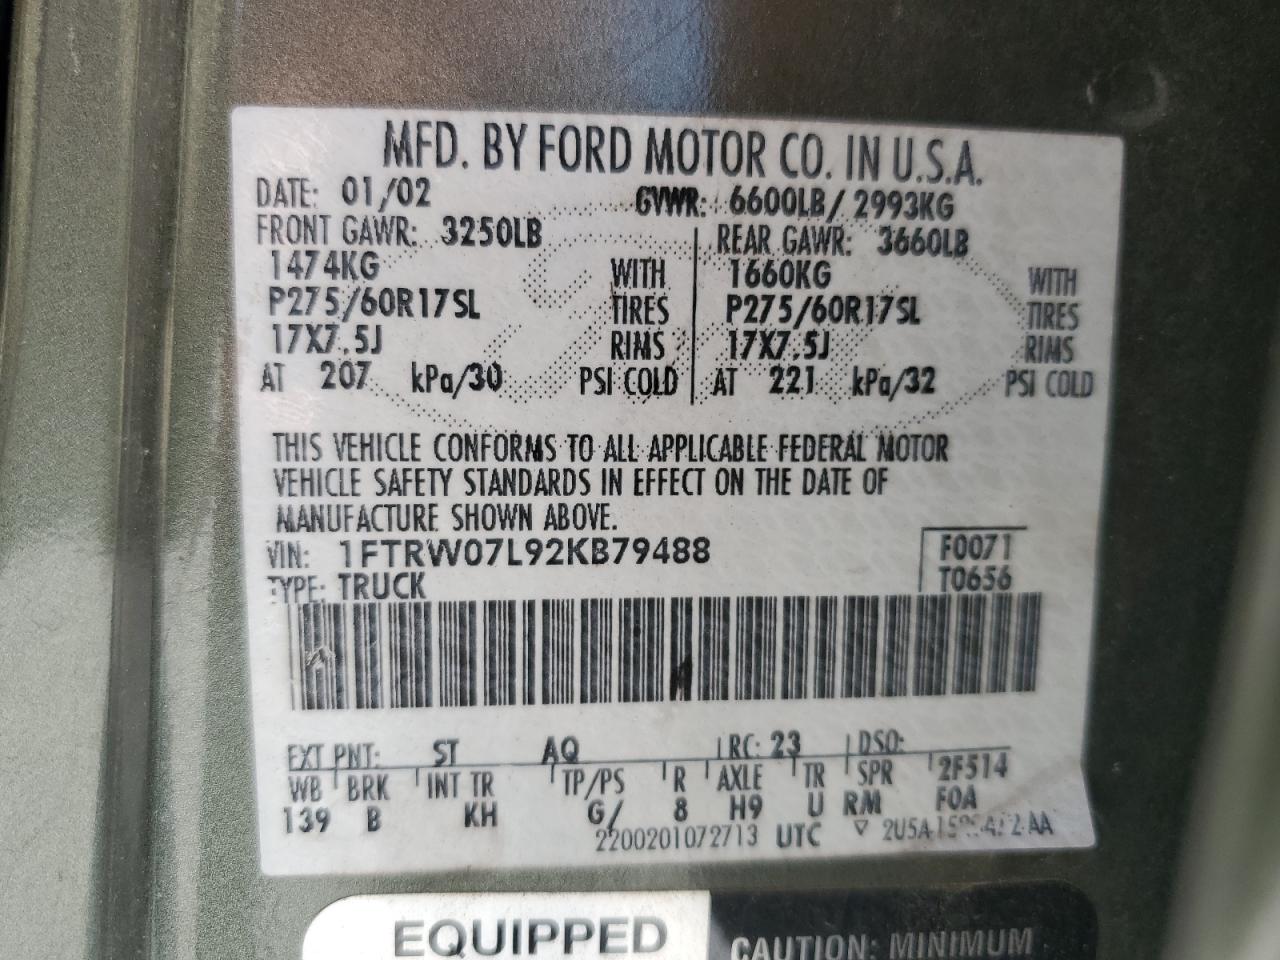 MFD. BY FORD MOTOR CO. IN U.S.A.
DATE: 01/02 GVWR: 6600LB/ 2993KG
FRONT GAWR: 3250LB REAR GAWR: 3660LB
1474KG WITH 1660KG WITH
P275/60R17SL TIRES P275/60R17SL TIRES
17X7.5J RIMS 17X7.5J RIMS
AT 207 kPa/30 PSI COLD AT 221 kPa/32 PSI COLD
THIS VEHICLE CONFORMS TO ALL APPLICABLE FEDERAL MOTOR
VEHICLE SAFETY STANDARDS IN EFFECT ON THE DATE OF
MANUFACTURE SHOWN ABOVE.
VIN: 1FTRW07L92KB79488 F0071
TYPE: TRUCK T0656
EXT PNT: ST AQ RC: 23 DSO:
WB BRK INT TR TP/PS R AXLE TR SPR 2F514
139 B KH G/ 8 H9 U RM FOA
2200201072713 UTC
EQUIPPED
CAUTION: MINIMUM